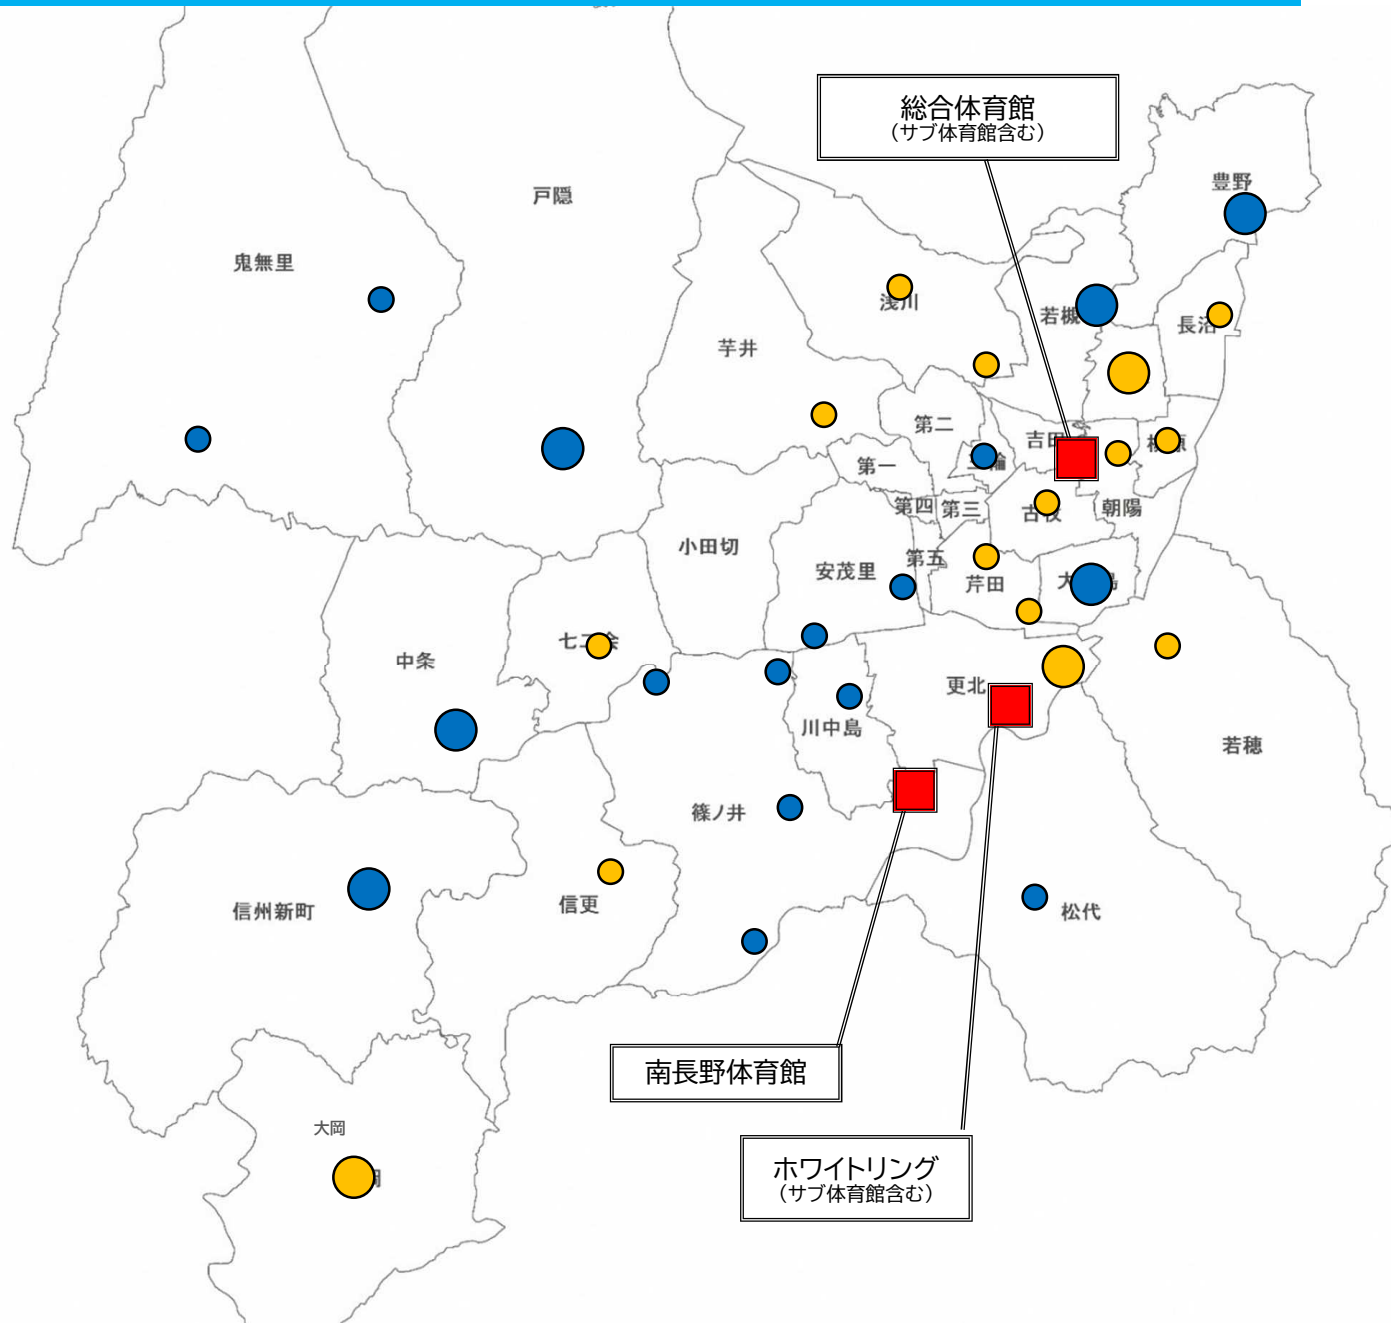 総合体育館
（サブ体育館含む）
豊野
戸隠
鬼無里
浅川
若槻
長沼
芋井
第二
吉田
第一
第四
第三
朝陽
小田切
第五
安茂里
芹田
中条
更北
川中島
若穂
篠ノ井
信州新町
信更
松代
南長野体育館
大岡
ホワイトリング
（サブ体育館含む）